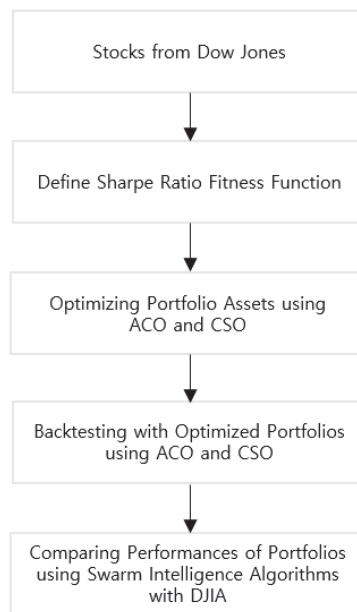 Stocks from Dow Jones
Define Sharpe Ratio Fitness Function
Optimizing Portfolio Assets using
ACO and CSO
Backtesting with Optimized Portfolios
using ACO and CSO
Comparing Performances of Portfolios
using Swarm Intelligence Algorithms
with DJIA